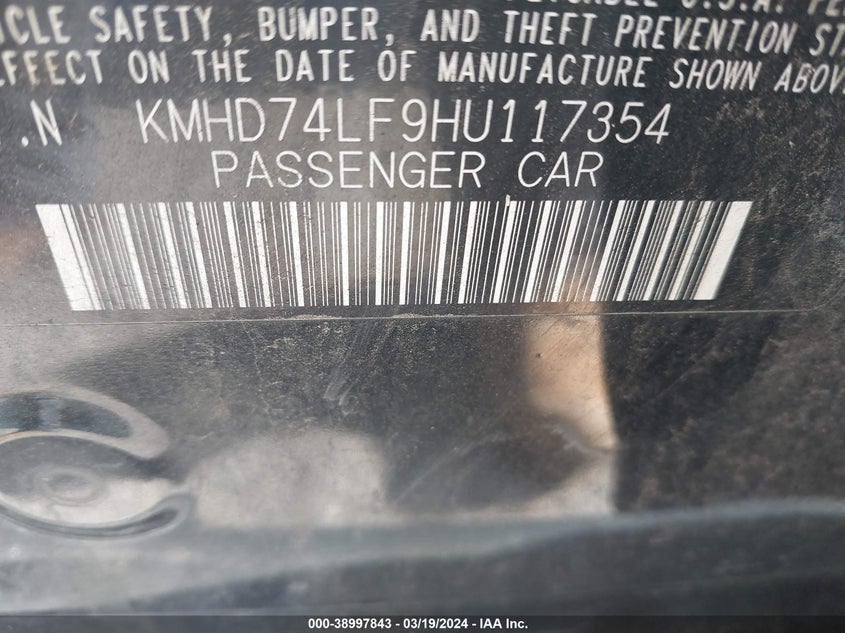 U.S.A.
CLE SAFETY, BUMPER, AND THEFT PREVENTION
EFFECT ON THE DATE OF MANUFACTURE SHOWN ABOV
.N KMHD74LF9HU117354
PASSENGER CAR
000-38997843 - 03/19/2024 - IAA Inc.